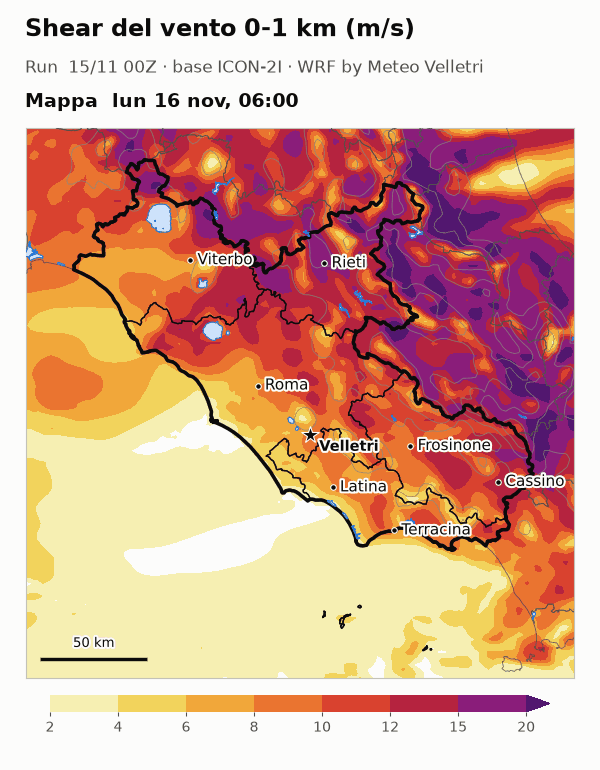 Shear del vento 0-1 km (m/s)
Run  15/11 00Z · base ICON-2I · WRF by Meteo Velletri
Mappa  lun 16 nov, 06:00
Viterbo
Rieti
Roma
Velletri
Frosinone
Latina
Cassino
Terracina
50 km
2 4 6 8 10 12 15 20